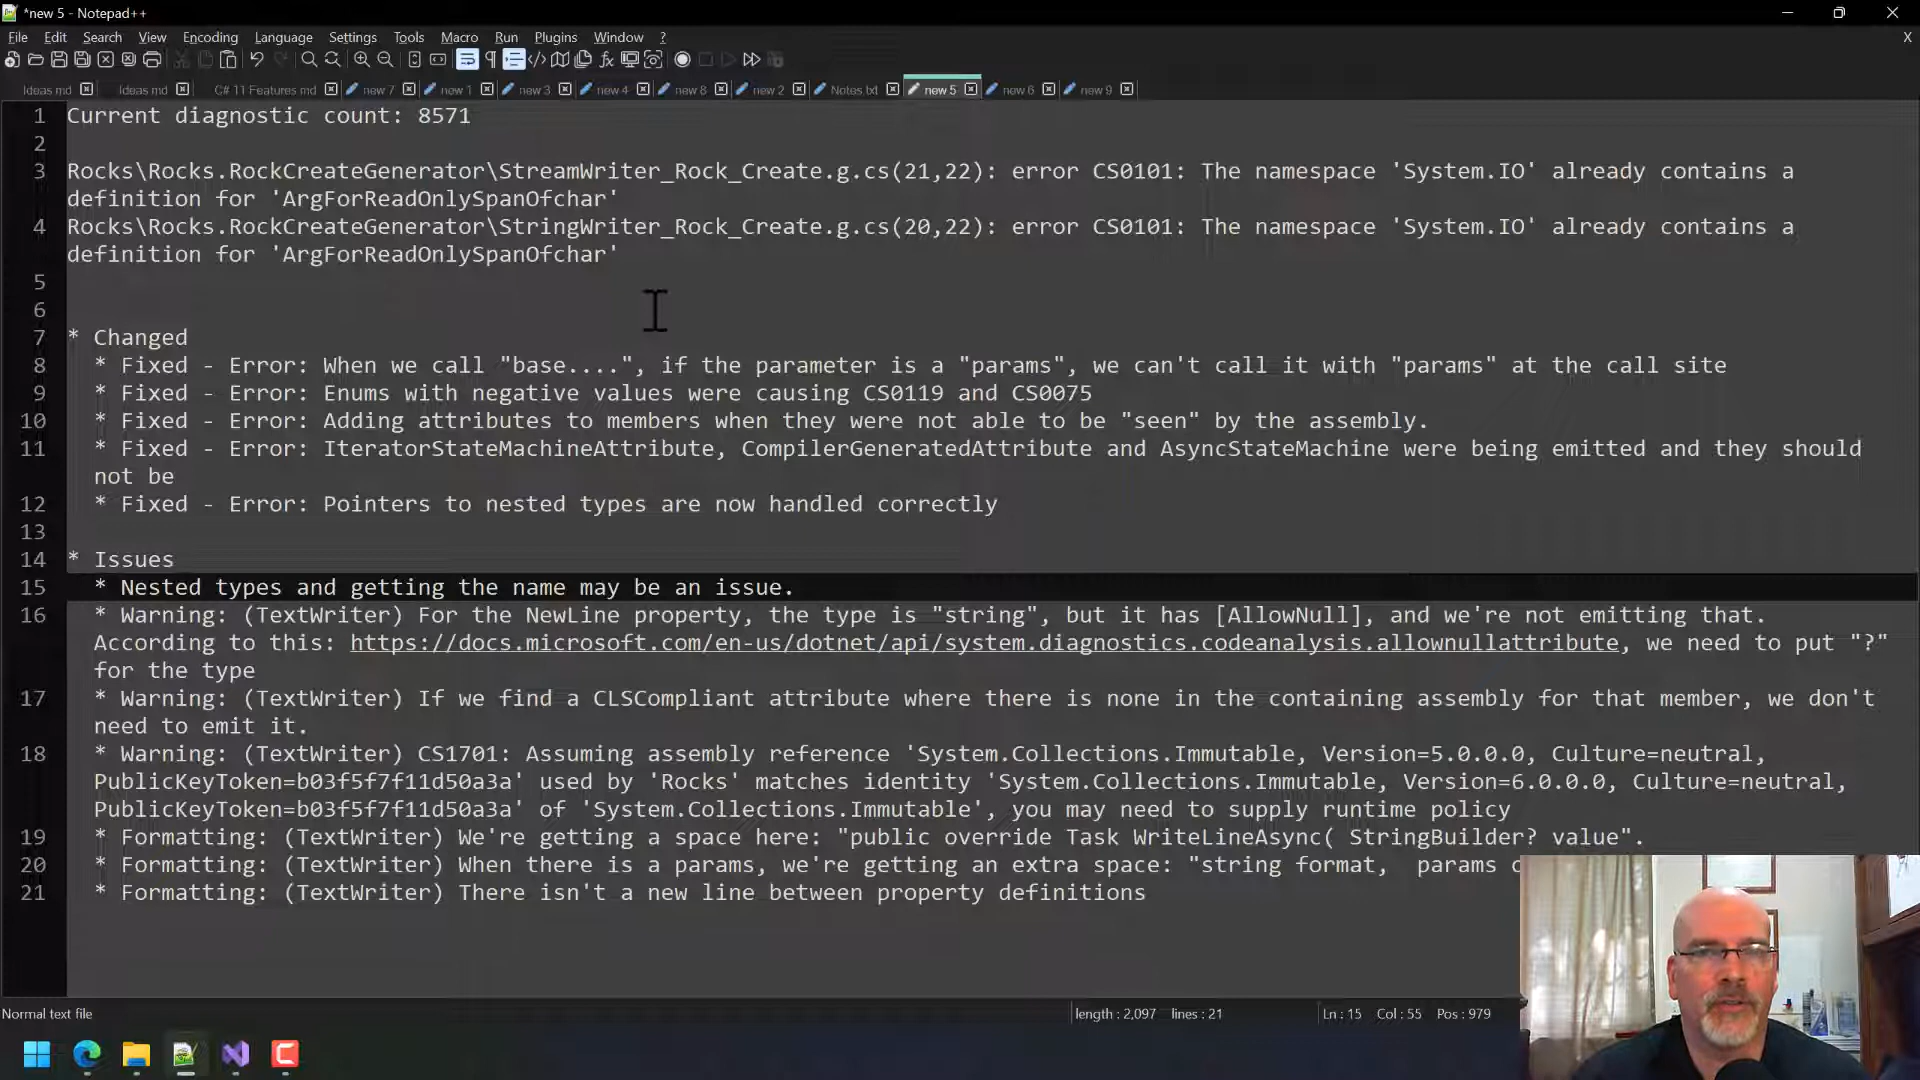 *new 5 - Notepad++
File Edit Search View Encoding Language Settings Tools Macro Run Plugins Window ? X
Ideas md Ideas md C# 11 Features md new 7 new 1 new 3 new 4 new 8 new 2 Notes.txt new 5 new 6 new 9
1 Current diagnostic count: 8571
2
3 Rocks\Rocks.RockCreateGenerator\StreamWriter_Rock_Create.g.cs(21,22): error CS0101: The namespace 'System.IO' already contains a
definition for 'ArgForReadOnlySpanOfchar'
4 Rocks\Rocks.RockCreateGenerator\StringWriter_Rock_Create.g.cs(20,22): error CS0101: The namespace 'System.IO' already contains a
definition for 'ArgForReadOnlySpanOfchar'
5
6
7 * Changed
8 * Fixed - Error: When we call "base....", if the parameter is a "params", we can't call it with "params" at the call site
9 * Fixed - Error: Enums with negative values were causing CS0119 and CS0075
10 * Fixed - Error: Adding attributes to members when they were not able to be "seen" by the assembly.
11 * Fixed - Error: IteratorStateMachineAttribute, CompilerGeneratedAttribute and AsyncStateMachine were being emitted and they should
not be
12 * Fixed - Error: Pointers to nested types are now handled correctly
13
14 * Issues
15 * Nested types and getting the name may be an issue.
16 * Warning: (TextWriter) For the NewLine property, the type is "string", but it has [AllowNull], and we're not emitting that.
According to this: https://docs.microsoft.com/en-us/dotnet/api/system.diagnostics.codeanalysis.allownullattribute, we need to put "?"
for the type
17 * Warning: (TextWriter) If we find a CLSCompliant attribute where there is none in the containing assembly for that member, we don't
need to emit it.
18 * Warning: (TextWriter) CS1701: Assuming assembly reference 'System.Collections.Immutable, Version=5.0.0.0, Culture=neutral,
PublicKeyToken=b03f5f7f11d50a3a' used by 'Rocks' matches identity 'System.Collections.Immutable, Version=6.0.0.0, Culture=neutral,
PublicKeyToken=b03f5f7f11d50a3a' of 'System.Collections.Immutable', you may need to supply runtime policy
19 * Formatting: (TextWriter) We're getting a space here: "public override Task WriteLineAsync( StringBuilder? value".
20 * Formatting: (TextWriter) When there is a params, we're getting an extra space: "string format,  params
21 * Formatting: (TextWriter) There isn't a new line between property definitions
Normal text file length : 2,097 lines : 21 Ln : 15 Col : 55 Pos : 979